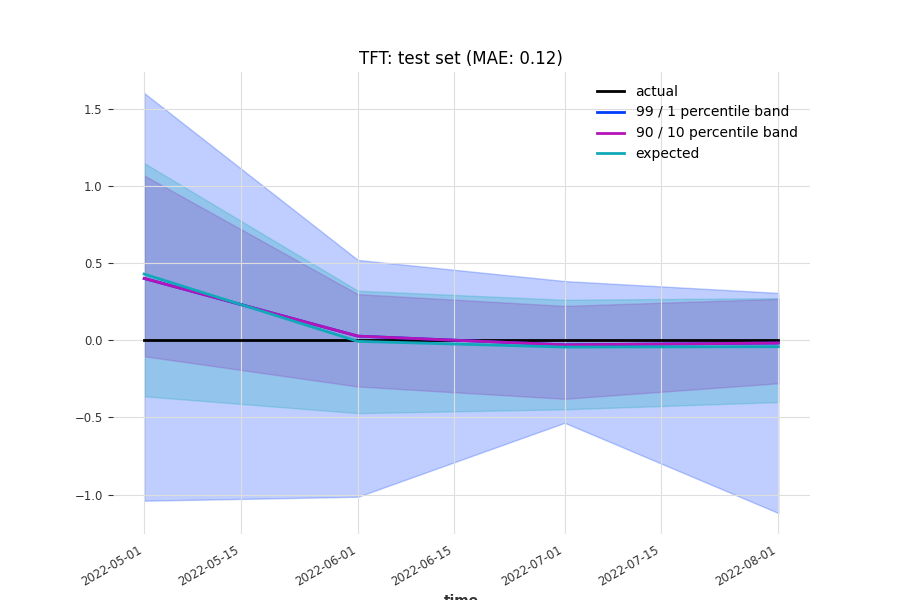 TFT: test set (MAE: 0.12)
actual
99 / 1 percentile band
90 / 10 percentile band
expected
1.5
1.0
0.5
0.0
−0.5
−1.0
2022-05-01
2022-05-15
2022-06-01
2022-06-15
2022-07-01
2022-07-15
2022-08-01
time